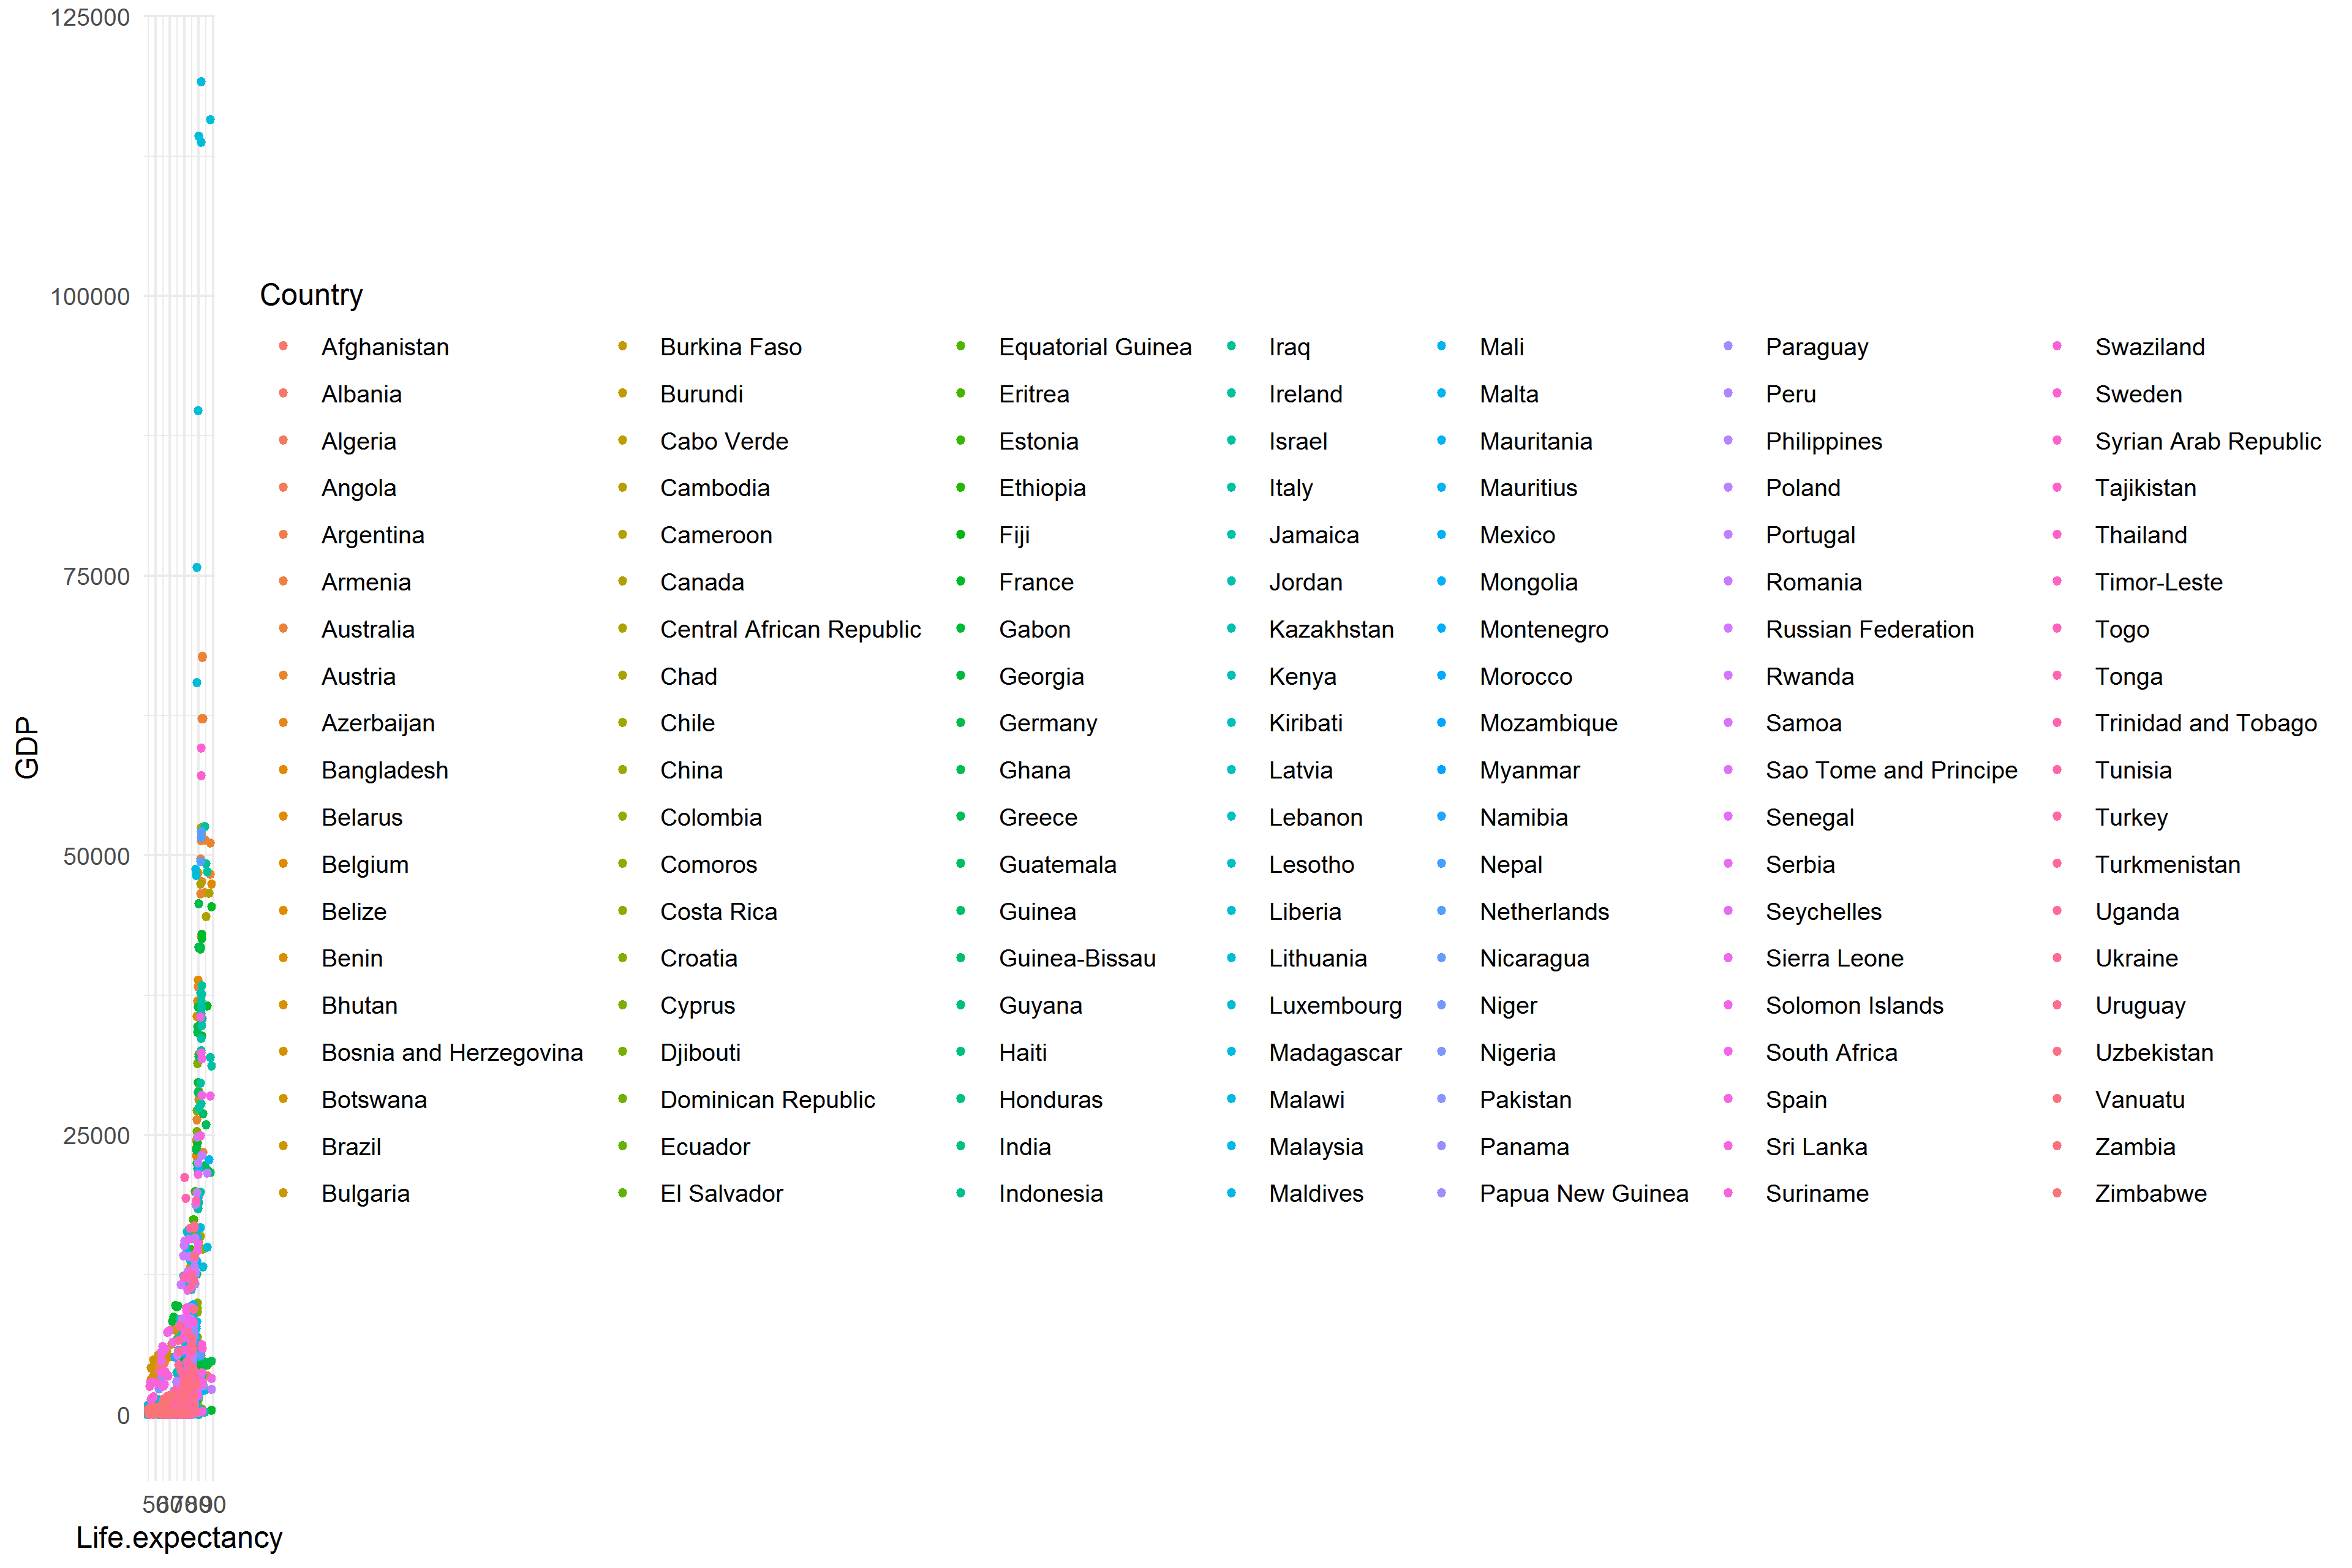 125000
100000
75000
50000
25000
0
GDP
5060708090
Life.expectancy
Country
Afghanistan
Albania
Algeria
Angola
Argentina
Armenia
Australia
Austria
Azerbaijan
Bangladesh
Belarus
Belgium
Belize
Benin
Bhutan
Bosnia and Herzegovina
Botswana
Brazil
Bulgaria
Burkina Faso
Burundi
Cabo Verde
Cambodia
Cameroon
Canada
Central African Republic
Chad
Chile
China
Colombia
Comoros
Costa Rica
Croatia
Cyprus
Djibouti
Dominican Republic
Ecuador
El Salvador
Equatorial Guinea
Eritrea
Estonia
Ethiopia
Fiji
France
Gabon
Georgia
Germany
Ghana
Greece
Guatemala
Guinea
Guinea-Bissau
Guyana
Haiti
Honduras
India
Indonesia
Iraq
Ireland
Israel
Italy
Jamaica
Jordan
Kazakhstan
Kenya
Kiribati
Latvia
Lebanon
Lesotho
Liberia
Lithuania
Luxembourg
Madagascar
Malawi
Malaysia
Maldives
Mali
Malta
Mauritania
Mauritius
Mexico
Mongolia
Montenegro
Morocco
Mozambique
Myanmar
Namibia
Nepal
Netherlands
Nicaragua
Niger
Nigeria
Pakistan
Panama
Papua New Guinea
Paraguay
Peru
Philippines
Poland
Portugal
Romania
Russian Federation
Rwanda
Samoa
Sao Tome and Principe
Senegal
Serbia
Seychelles
Sierra Leone
Solomon Islands
South Africa
Spain
Sri Lanka
Suriname
Swaziland
Sweden
Syrian Arab Republic
Tajikistan
Thailand
Timor-Leste
Togo
Tonga
Trinidad and Tobago
Tunisia
Turkey
Turkmenistan
Uganda
Ukraine
Uruguay
Uzbekistan
Vanuatu
Zambia
Zimbabwe